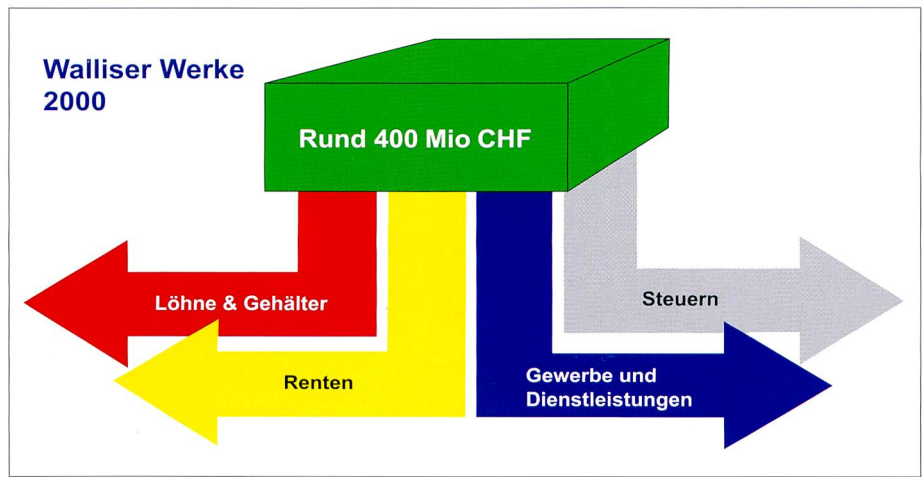 Walliser Werke
2000
Rund 400 Mio CHF
Löhne & Gehälter
Steuern
Renten
Gewerbe und
Dienstleistungen